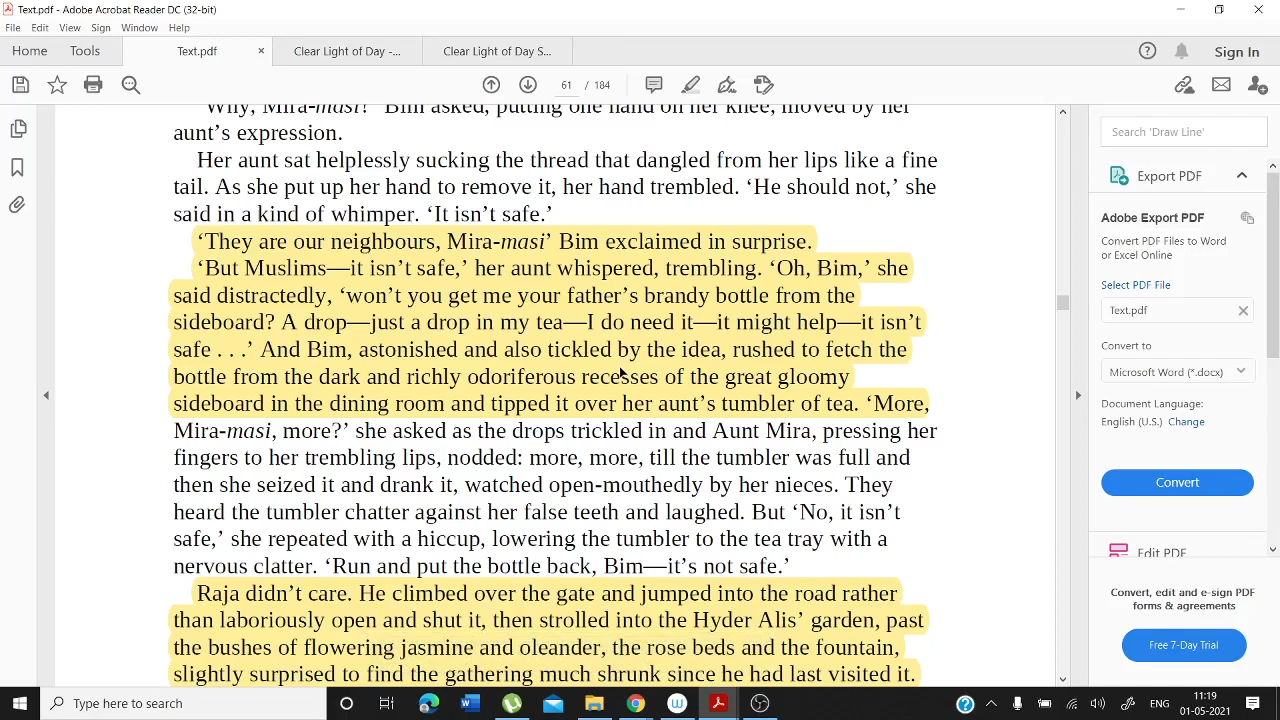 Text.pdf - Adobe Acrobat Reader DC (32-bit)
File Edit View Sign Window Help
Home Tools Text.pdf × Clear Light of Day -... Clear Light of Day S... Sign In
61 / 184
‘Why, Mira-masi?’ Bim asked, putting one hand on her knee, moved by her
aunt’s expression.
Her aunt sat helplessly sucking the thread that dangled from her lips like a fine
tail. As she put up her hand to remove it, her hand trembled. ‘He should not,’ she
said in a kind of whimper. ‘It isn’t safe.’
‘They are our neighbours, Mira-masi’ Bim exclaimed in surprise.
‘But Muslims—it isn’t safe,’ her aunt whispered, trembling. ‘Oh, Bim,’ she
said distractedly, ‘won’t you get me your father’s brandy bottle from the
sideboard? A drop—just a drop in my tea—I do need it—it might help—it isn’t
safe . . .’ And Bim, astonished and also tickled by the idea, rushed to fetch the
bottle from the dark and richly odoriferous recesses of the great gloomy
sideboard in the dining room and tipped it over her aunt’s tumbler of tea. ‘More,
Mira-masi, more?’ she asked as the drops trickled in and Aunt Mira, pressing her
fingers to her trembling lips, nodded: more, more, till the tumbler was full and
then she seized it and drank it, watched open-mouthedly by her nieces. They
heard the tumbler chatter against her false teeth and laughed. But ‘No, it isn’t
safe,’ she repeated with a hiccup, lowering the tumbler to the tea tray with a
nervous clatter. ‘Run and put the bottle back, Bim—it’s not safe.’
Raja didn’t care. He climbed over the gate and jumped into the road rather
than laboriously open and shut it, then strolled into the Hyder Alis’ garden, past
the bushes of flowering jasmine and oleander, the rose beds and the fountain,
slightly surprised to find the gathering much shrunk since he had last visited it.
Search 'Draw Line'
Export PDF
Adobe Export PDF
Convert PDF Files to Word
or Excel Online
Select PDF File
Text.pdf
Convert to
Microsoft Word (*.docx)
Document Language:
English (U.S.) Change
Convert
Edit PDF
Convert, edit and e-sign PDF
forms & agreements
Free 7-Day Trial
Type here to search
ENG
11:19
01-05-2021